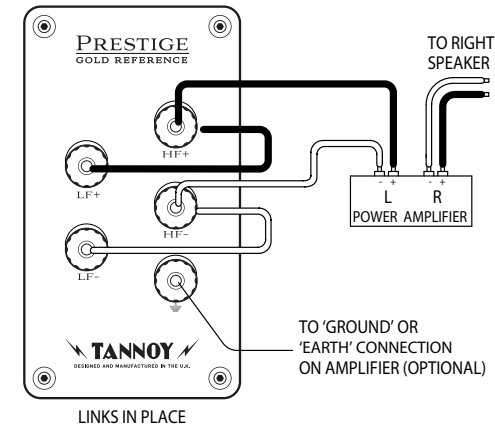 PRESTIGE
GOLD REFERENCE
HF+
LF+
HF-
LF-
TANNOY
DESIGNED AND MANUFACTURED IN THE U.K.
LINKS IN PLACE
TO RIGHT
SPEAKER
- + - +
L R
POWER AMPLIFIER
TO ‘GROUND’ OR
‘EARTH’ CONNECTION
ON AMPLIFIER (OPTIONAL)